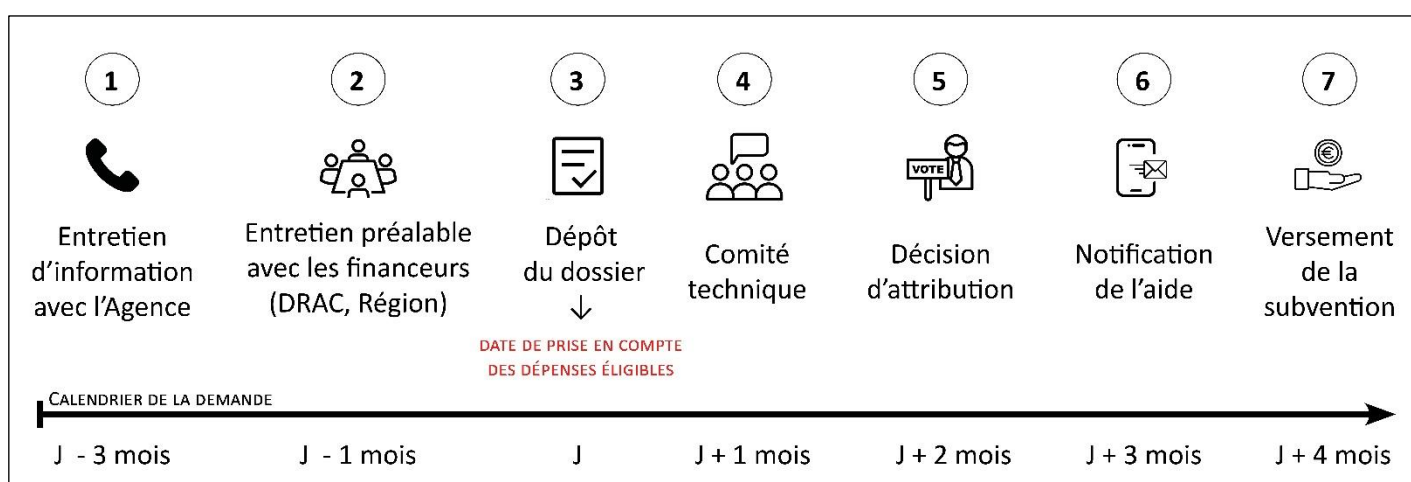 1
2
3
4
5
6
7
VOTE
€
Entretien
d'information
avec l'Agence
Entretien préalable
avec les financeurs
(DRAC, Région)
Dépôt
du dossier
↓
DATE DE PRISE EN COMPTE
DES DÉPENSES ÉLIGIBLES
Comité
technique
Décision
d'attribution
Notification
de l'aide
Versement
de la
subvention
CALENDRIER DE LA DEMANDE
J - 3 mois
J - 1 mois
J
J + 1 mois
J + 2 mois
J + 3 mois
J + 4 mois